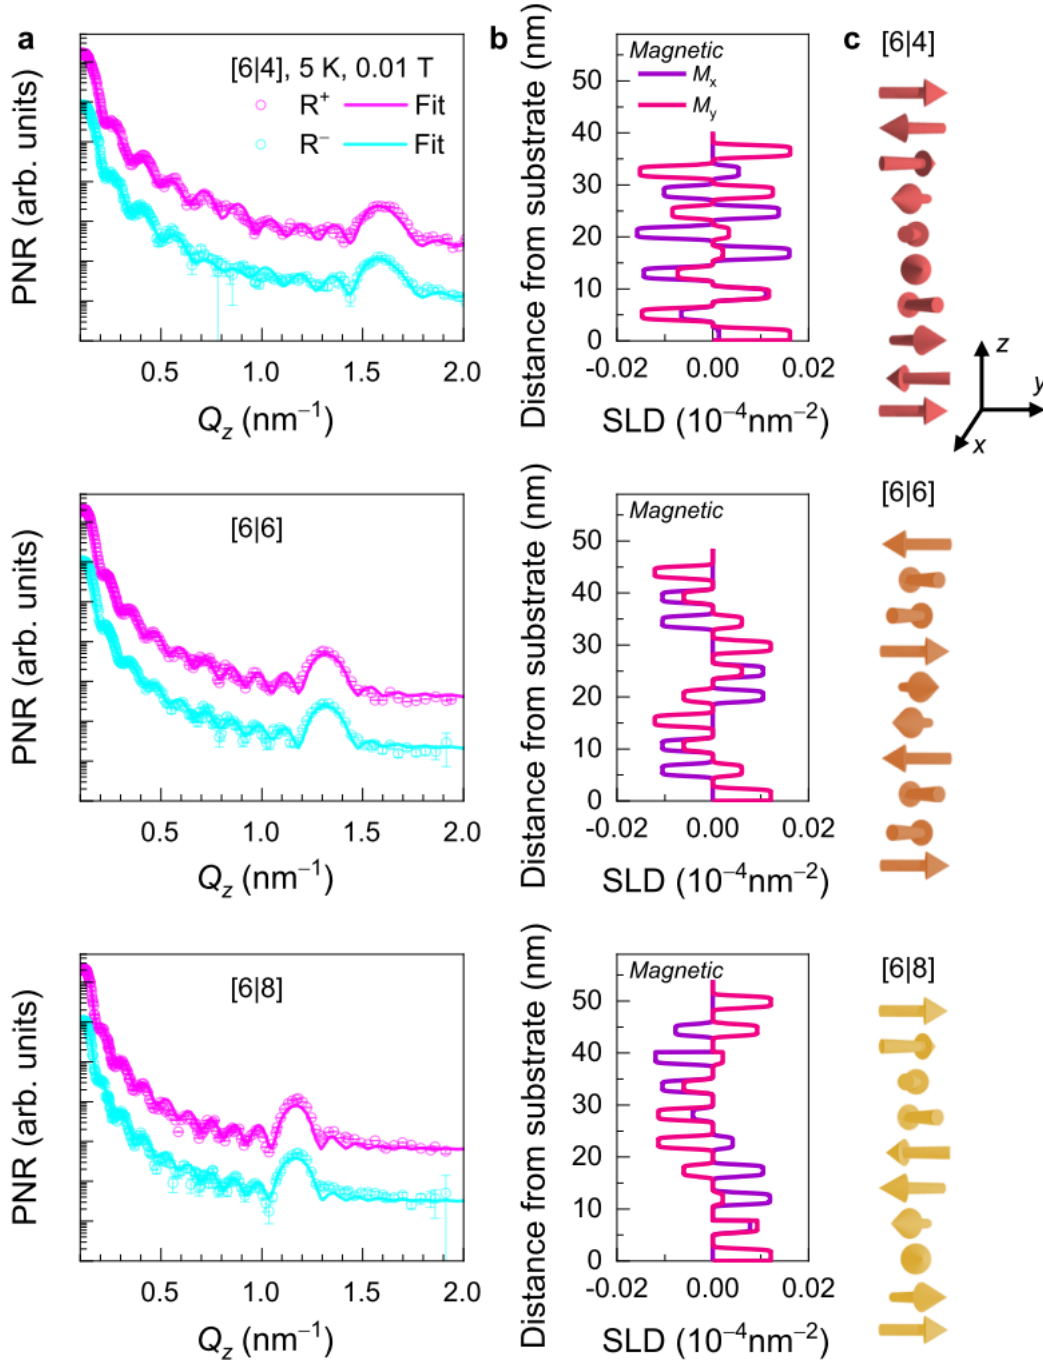 a
b
c
[6|4], 5 K, 0.01 T
R⁺ Fit
R⁻ Fit
PNR (arb. units)
0.5 1.0 1.5 2.0
Q_z (nm⁻¹)
Distance from substrate (nm)
Magnetic
M_x
M_y
50
40
30
20
10
0
-0.02 0.00 0.02
SLD (10⁻⁴nm⁻²)
[6|4]
z
y
x
[6|6]
PNR (arb. units)
0.5 1.0 1.5 2.0
Q_z (nm⁻¹)
Distance from substrate (nm)
Magnetic
50
40
30
20
10
0
-0.02 0.00 0.02
SLD (10⁻⁴nm⁻²)
[6|6]
[6|8]
PNR (arb. units)
0.5 1.0 1.5 2.0
Q_z (nm⁻¹)
Distance from substrate (nm)
Magnetic
50
40
30
20
10
0
-0.02 0.00 0.02
SLD (10⁻⁴nm⁻²)
[6|8]